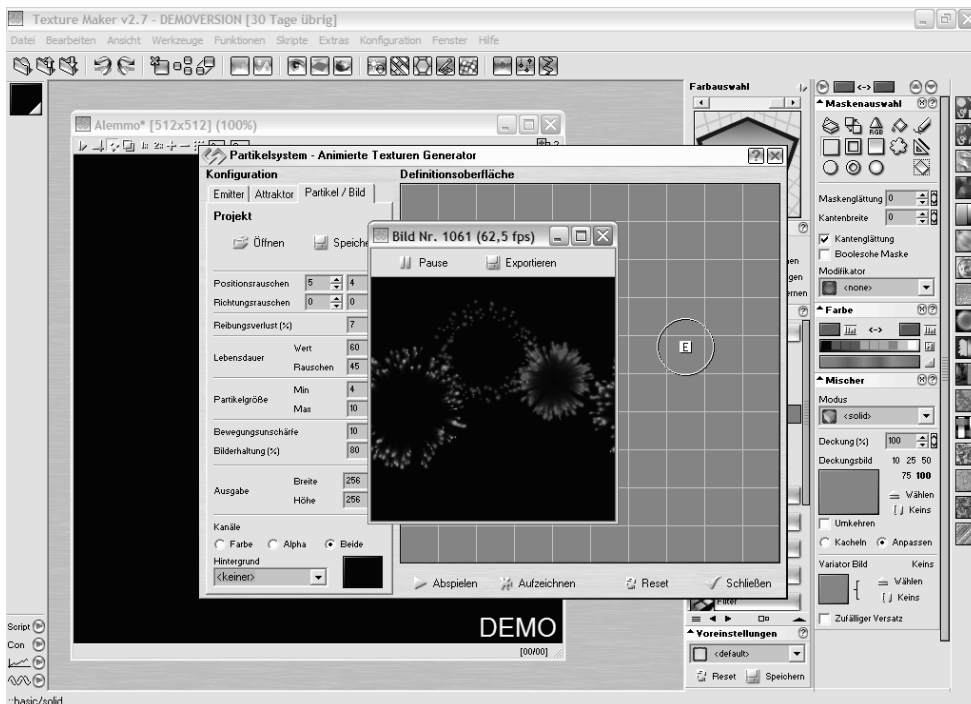 Texture Maker v2.7 - DEMOVERSION [30 Tage übrig]
Datei Bearbeiten Ansicht Werkzeuge Funktionen Skripte Extras Konfiguration Fenster Hilfe
Alemmo* [512x512] (100%)
Partikelsystem - Animierte Texturen Generator
Konfiguration
Emitter Attraktor Partikel / Bild
Projekt
Öffnen
Positionsrauschen 5 4
Richtungsrauschen 0 0
Reibungsverlust (%) 7
Lebensdauer
Wert 60
Rauschen 45
Partikelgröße
Min 4
Max 10
Bewegungsunschärfe 10
Bilderhaltung (%) 80
Ausgabe
Breite 256
Höhe 256
Kanäle
Farbe Alpha Beide
Hintergrund
<keiner>
Definitionsoberfläche
Bild Nr. 1061 (62,5 fps)
Pause Exportieren
E
Abspielen Aufzeichnen Reset Schließen
DEMO
[00/00]
Farbauswahl
Filter
Voreinstellungen
<default>
Reset Speichern
<->
Maskenauswahl
RGB
Maskenglättung 0
Kantenbreite 0
Kantenglättung
Boolesche Maske
Modifikator
<none>
Farbe
<->
Mischer
Modus
<solid>
Deckung (%) 100
Deckungsbild 10 25 50
75 100
Wählen
[ ] Keins
Umkehren
Kacheln Anpassen
Variator Bild Keins
Wählen
[ ] Keins
Zufälliger Versatz
Script
Con
::basic/solid